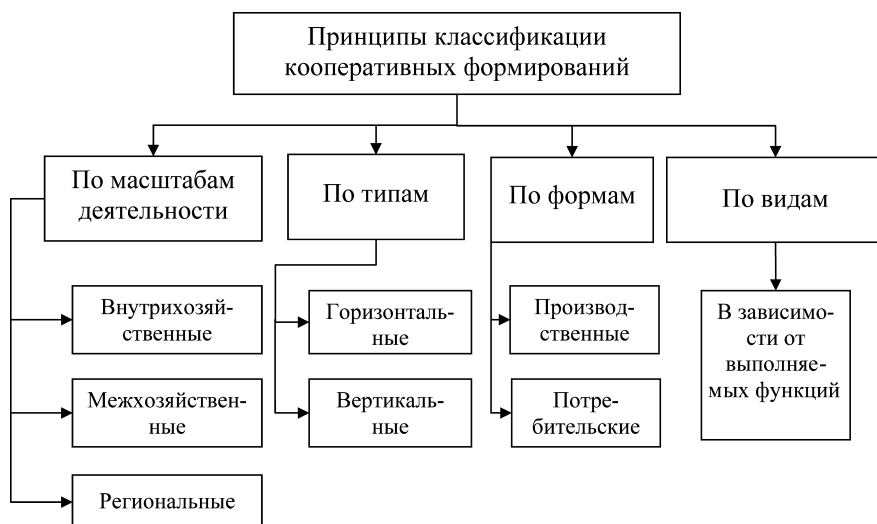 Принципы классификации
кооперативных формирований
По масштабам
деятельности
По типам
По формам
По видам
Внутрихозяй-
ственные
Горизонталь-
ные
Производ-
ственные
В зависимо-
сти от
выполняе-
мых функций
Межхозяйствен-
ные
Вертикаль-
ные
Потре-
бительские
Региональные